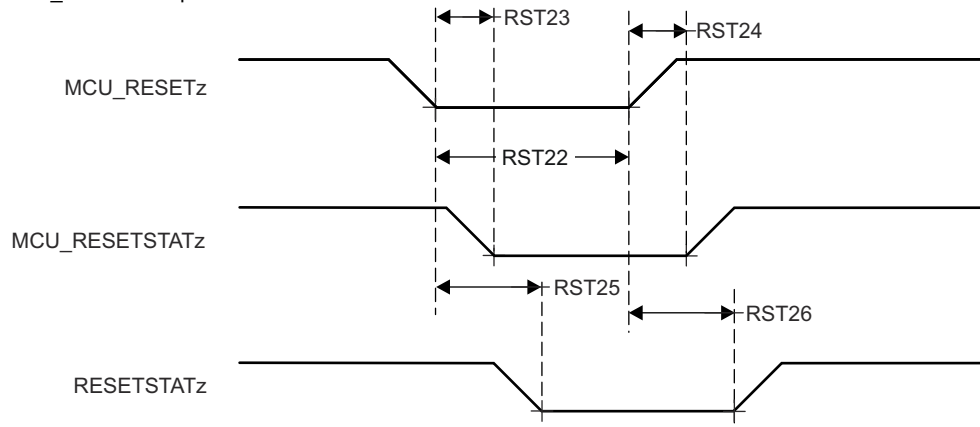 RST23
RST24
MCU_RESETz
RST22
MCU_RESETSTATz
RST25
RST26
RESETSTATz